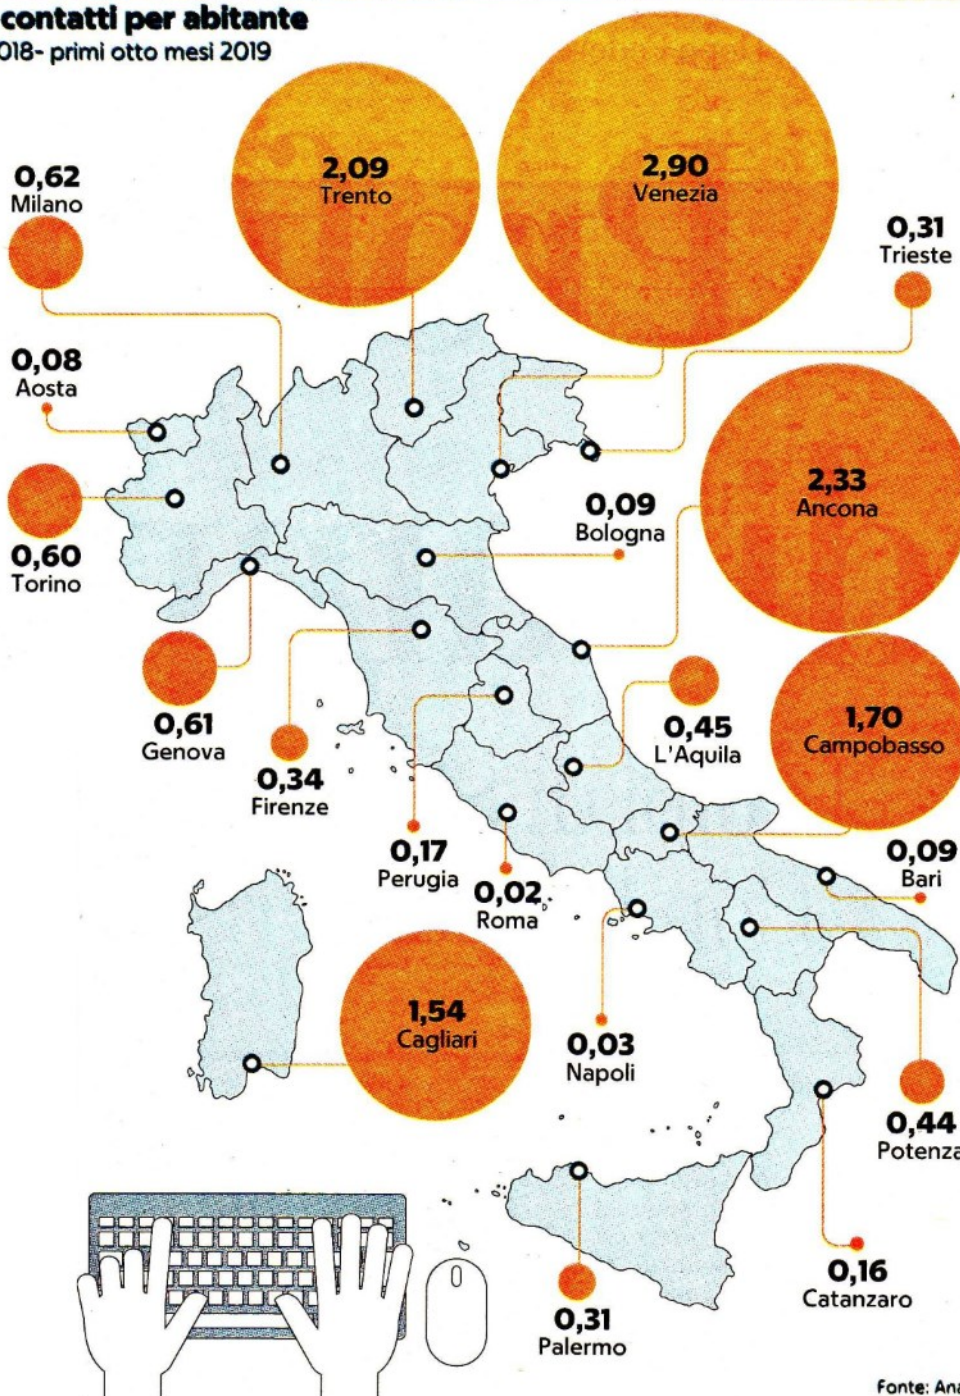 contatti per abitante
018- primi otto mesi 2019
2,09
Trento
2,90
Venezia
0,62
Milano
0,31
Trieste
0,08
Aosta
2,33
Ancona
0,09
Bologna
0,60
Torino
0,61
Genova
0,45
L'Aquila
1,70
Campobasso
0,34
Firenze
0,17
Perugia
0,02
Roma
0,09
Bari
1,54
Cagliari
0,03
Napoli
0,44
Potenza
0,16
Catanzaro
0,31
Palermo
Fonte: Ana